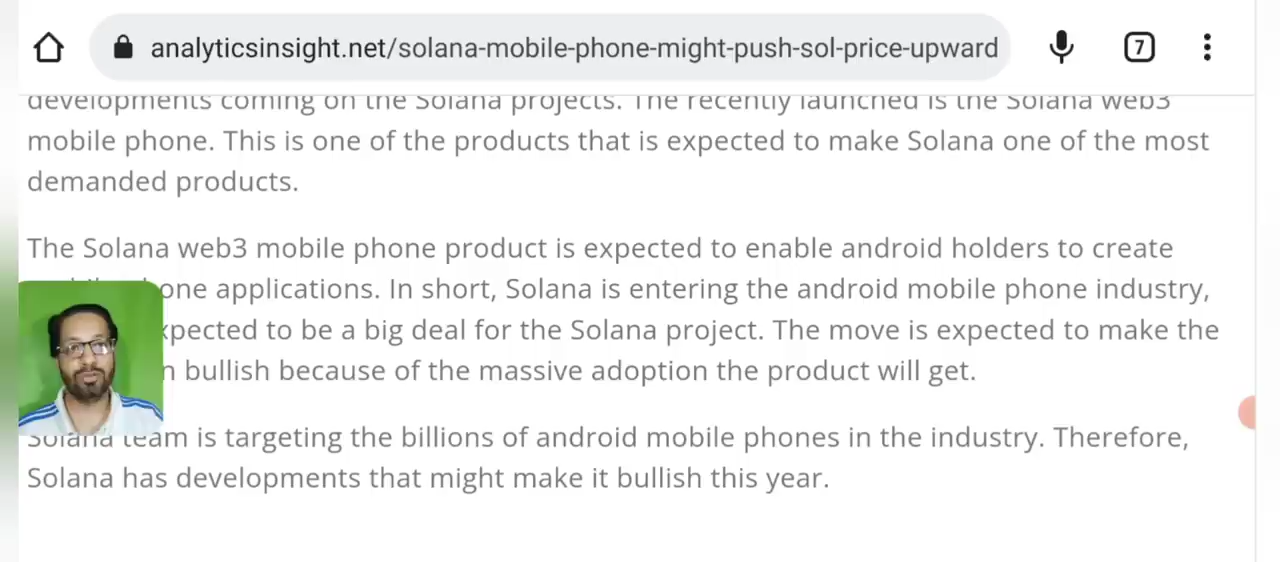 analyticsinsight.net/solana-mobile-phone-might-push-sol-price-upward
7
developments coming on the Solana projects. The recently launched is the Solana web3
mobile phone. This is one of the products that is expected to make Solana one of the most
demanded products.
The Solana web3 mobile phone product is expected to enable android holders to create
one applications. In short, Solana is entering the android mobile phone industry,
xpected to be a big deal for the Solana project. The move is expected to make the
n bullish because of the massive adoption the product will get.
Solana team is targeting the billions of android mobile phones in the industry. Therefore,
Solana has developments that might make it bullish this year.